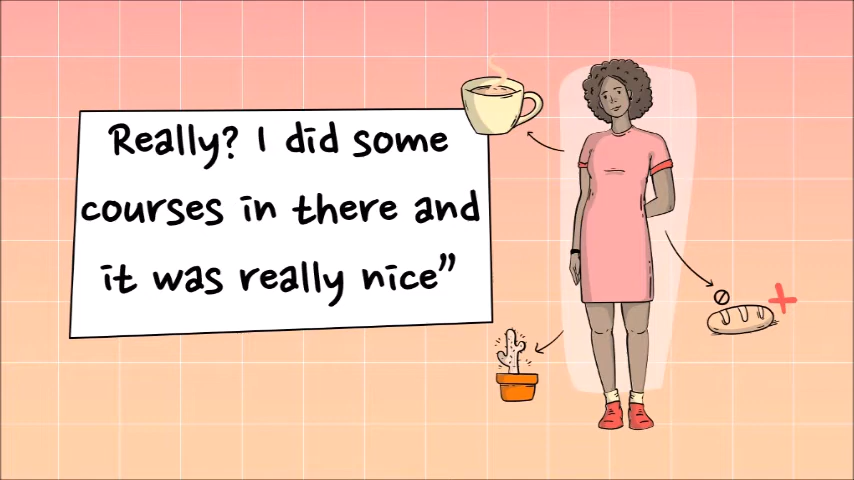 Really? I did some
courses in there and
it was really nice”